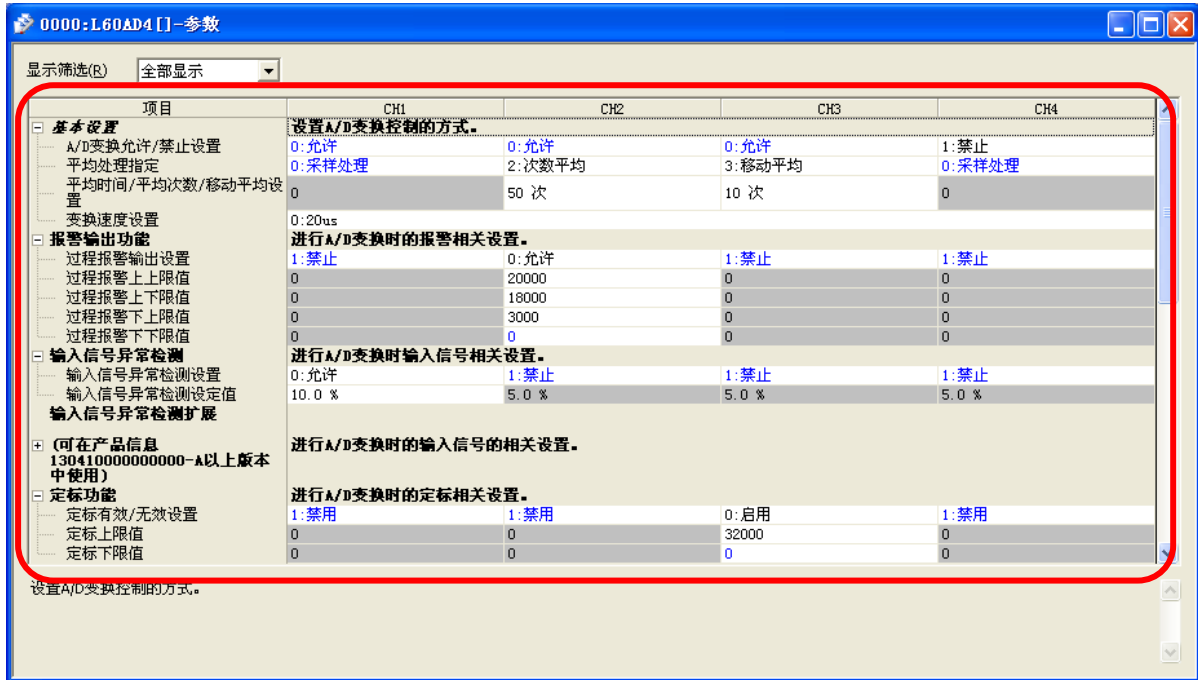 0000:L60AD4[]-参数
显示筛选(R) 全部显示
项目 CH1 CH2 CH3 CH4
基本设置 设置A/D变换控制的方式。
A/D变换允许/禁止设置 0:允许 0:允许 0:允许 1:禁止
平均处理指定 0:采样处理 2:次数平均 3:移动平均 0:采样处理
平均时间/平均次数/移动平均设
置 0 50 次 10 次 0
变换速度设置 0:20us
报警输出功能 进行A/D变换时的报警相关设置。
过程报警输出设置 1:禁止 0:允许 1:禁止 1:禁止
过程报警上上限值 0 20000 0 0
过程报警上下限值 0 18000 0 0
过程报警下上限值 0 3000 0 0
过程报警下下限值 0 0 0 0
输入信号异常检测 进行A/D变换时输入信号相关设置。
输入信号异常检测设置 0:允许 1:禁止 1:禁止 1:禁止
输入信号异常检测设定值 10.0 % 5.0 % 5.0 % 5.0 %
输入信号异常检测扩展
(可在产品信息 进行A/D变换时的输入信号的相关设置。
130410000000000-A以上版本
中使用)
定标功能 进行A/D变换时的定标相关设置。
定标有效/无效设置 1:禁用 1:禁用 0:启用 1:禁用
定标上限值 0 0 32000 0
定标下限值 0 0 0 0
设置A/D变换控制的方式。